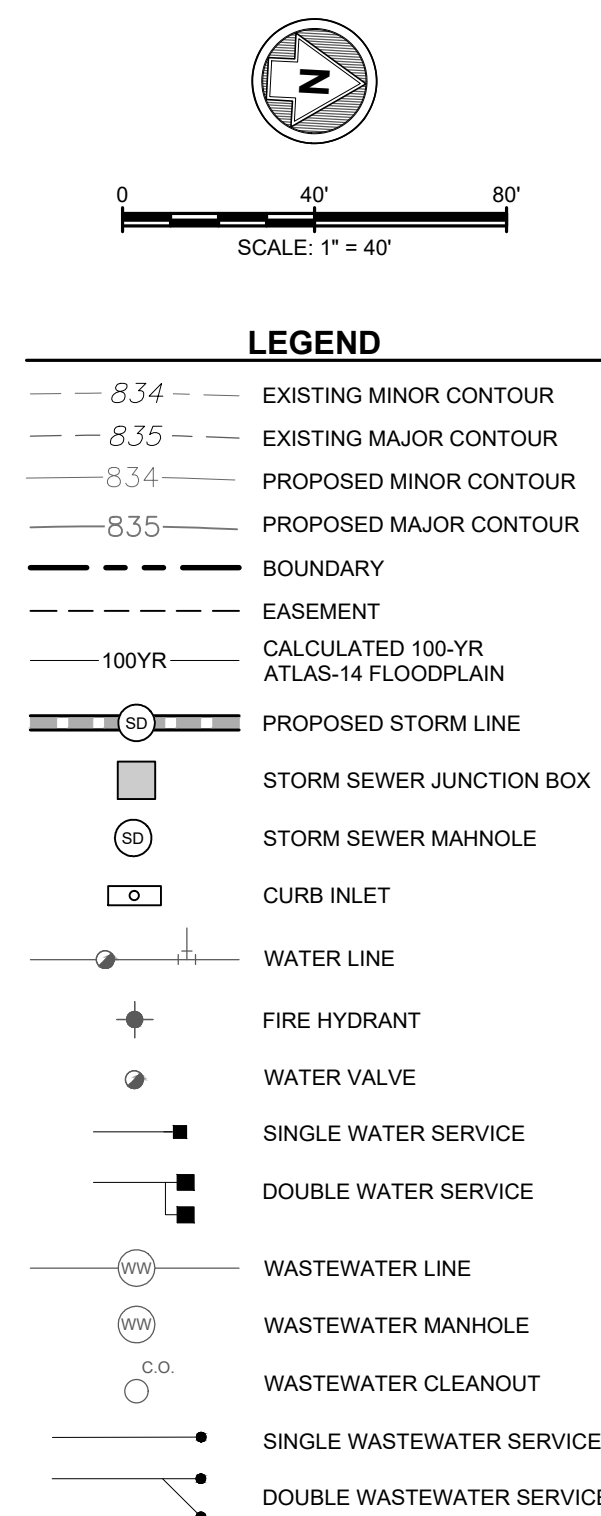 N
0 40' 80'
SCALE: 1" = 40'
LEGEND
834 EXISTING MINOR CONTOUR
835 EXISTING MAJOR CONTOUR
834 PROPOSED MINOR CONTOUR
835 PROPOSED MAJOR CONTOUR
BOUNDARY
EASEMENT
100YR CALCULATED 100-YR
ATLAS-14 FLOODPLAIN
SD PROPOSED STORM LINE
STORM SEWER JUNCTION BOX
SD STORM SEWER MAHNOLE
CURB INLET
WATER LINE
FIRE HYDRANT
WATER VALVE
SINGLE WATER SERVICE
DOUBLE WATER SERVICE
WW WASTEWATER LINE
WW WASTEWATER MANHOLE
C.O. WASTEWATER CLEANOUT
SINGLE WASTEWATER SERVICE
DOUBLE WASTEWATER SERVICE